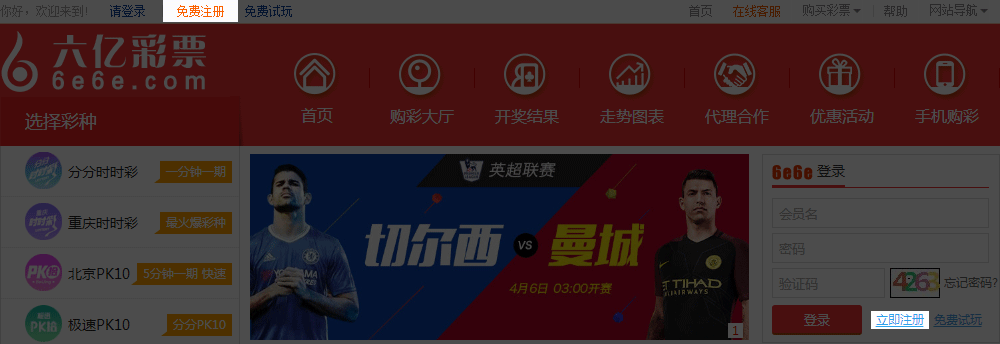 你好，欢迎来到！ 请登录 免费注册 免费试玩 首页 在线客服 购买彩票 帮助 网站导航
六亿彩票
6e6e.com
首页 购彩大厅 开奖结果 走势图表 代理合作 优惠活动 手机购彩
选择彩种
分分时时彩 一分钟一期
重庆时时彩 最火爆彩种
北京PK10 5分钟一期 快速
极速PK10 分分PK10
英超联赛
切尔西 VS 曼城
4月6日 03:00开赛
YOKOHAMA TYRES
ETIHAD AIRWAYS
1
6e6e 登录
会员名
密码
验证码 4263 忘记密码?
登录 立即注册 免费试玩